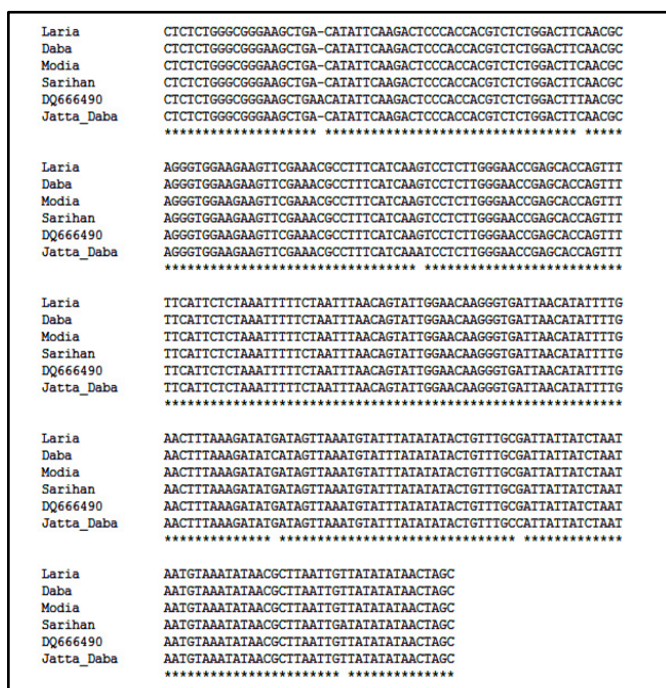 Laria CTCTCTGGGCGGGAAGCTGA-CATATTCAAGACTCCCACCACGTCTCTGGACTTCAACGC
Daba CTCTCTGGGCGGGAAGCTGA-CATATTCAAGACTCCCACCACGTCTCTGGACTTCAACGC
Modia CTCTCTGGGCGGGAAGCTGA-CATATTCAAGACTCCCACCACGTCTCTGGACTTCAACGC
Sarihan CTCTCTGGGCGGGAAGCTGA-CATATTCAAGACTCCCACCACGTCTCTGGACTTCAACGC
DQ666490 CTCTCTGGGCGGGAAGCTGAACATATTCAAGACTCCCACCACGTCTCTGGACTTTAACGC
Jatta_Daba CTCTCTGGGCGGGAAGCTGA-CATATTCAAGACTCCCACCACGTCTCTGGACTTCAACGC
******************** ********************************* *****
Laria AGGGTGGAAGAAGTTCGAAACGCCTTTCATCAAGTCCTCTTGGGAACCGAGCACCAGTTT
Daba AGGGTGGAAGAAGTTCGAAACGCCTTTCATCAAGTCCTCTTGGGAACCGAGCACCAGTTT
Modia AGGGTGGAAGAAGTTCGAAACGCCTTTCATCAAGTCCTCTTGGGAACCGAGCACCAGTTT
Sarihan AGGGTGGAAGAAGTTCGAAACGCCTTTCATCAAGTCCTCTTGGGAACCGAGCACCAGTTT
DQ666490 AGGGTGGAAGAAGTTCGAAACGCCTTTCATCAAGTCCTCTTGGGAACCGAGCACCAGTTT
Jatta_Daba AGGGTGGAAGAAGTTCGAAACGCCTTTCATCAAATCCTCTTGGGAACCGAGCACCAGTTT
********************************* **************************
Laria TTCATTCTCTAAATTTTTCTAATTTAACAGTATTGGAACAAGGGTGATTAACATATTTTG
Daba TTCATTCTCTAAATTTTTCTAATTTAACAGTATTGGAACAAGGGTGATTAACATATTTTG
Modia TTCATTCTCTAAATTTTTCTAATTTAACAGTATTGGAACAAGGGTGATTAACATATTTTG
Sarihan TTCATTCTCTAAATTTTTCTAATTTAACAGTATTGGAACAAGGGTGATTAACATATTTTG
DQ666490 TTCATTCTCTAAATTTTTCTAATTTAACAGTATTGGAACAAGGGTGATTAACATATTTTG
Jatta_Daba TTCATTCTCTAAATTTTTCTAATTTAACAGTATTGGAACAAGGGTGATTAACATATTTTG
************************************************************
Laria AACTTTAAAGATATGATAGTTAAATGTATTTATATATACTGTTTGCGATTATTATCTAAT
Daba AACTTTAAAGATATCATAGTTAAATGTATTTATATATACTGTTTGCGATTATTATCTAAT
Modia AACTTTAAAGATATGATAGTTAAATGTATTTATATATACTGTTTGCGATTATTATCTAAT
Sarihan AACTTTAAAGATATGATAGTTAAATGTATTTATATATACTGTTTGCGATTATTATCTAAT
DQ666490 AACTTTAAAGATATGATAGTTAAATGTATTTATATATACTGTTTGCGATTATTATCTAAT
Jatta_Daba AACTTTAAAGATATGATAGTTAAATGTATTTATATATACTGTTTGCCATTATTATCTAAT
************** ******************************* *************
Laria AATGTAAATATAACGCTTAATTGTTATATATAACTAGC
Daba AATGTAAATATAACGCTTAATTGTTATATATAACTAGC
Modia AATGTAAATATAACGCTTAATTGTTATATATAACTAGC
Sarihan AATGTAAATATAACGCTTAATTGATATATATAACTAGC
DQ666490 AATGTAAATATAACGCTTAATTGTTATATATAACTAGC
Jatta_Daba AATGTAAATATAACGCTTAATTGTTATATATAACTAGC
*********************** **************